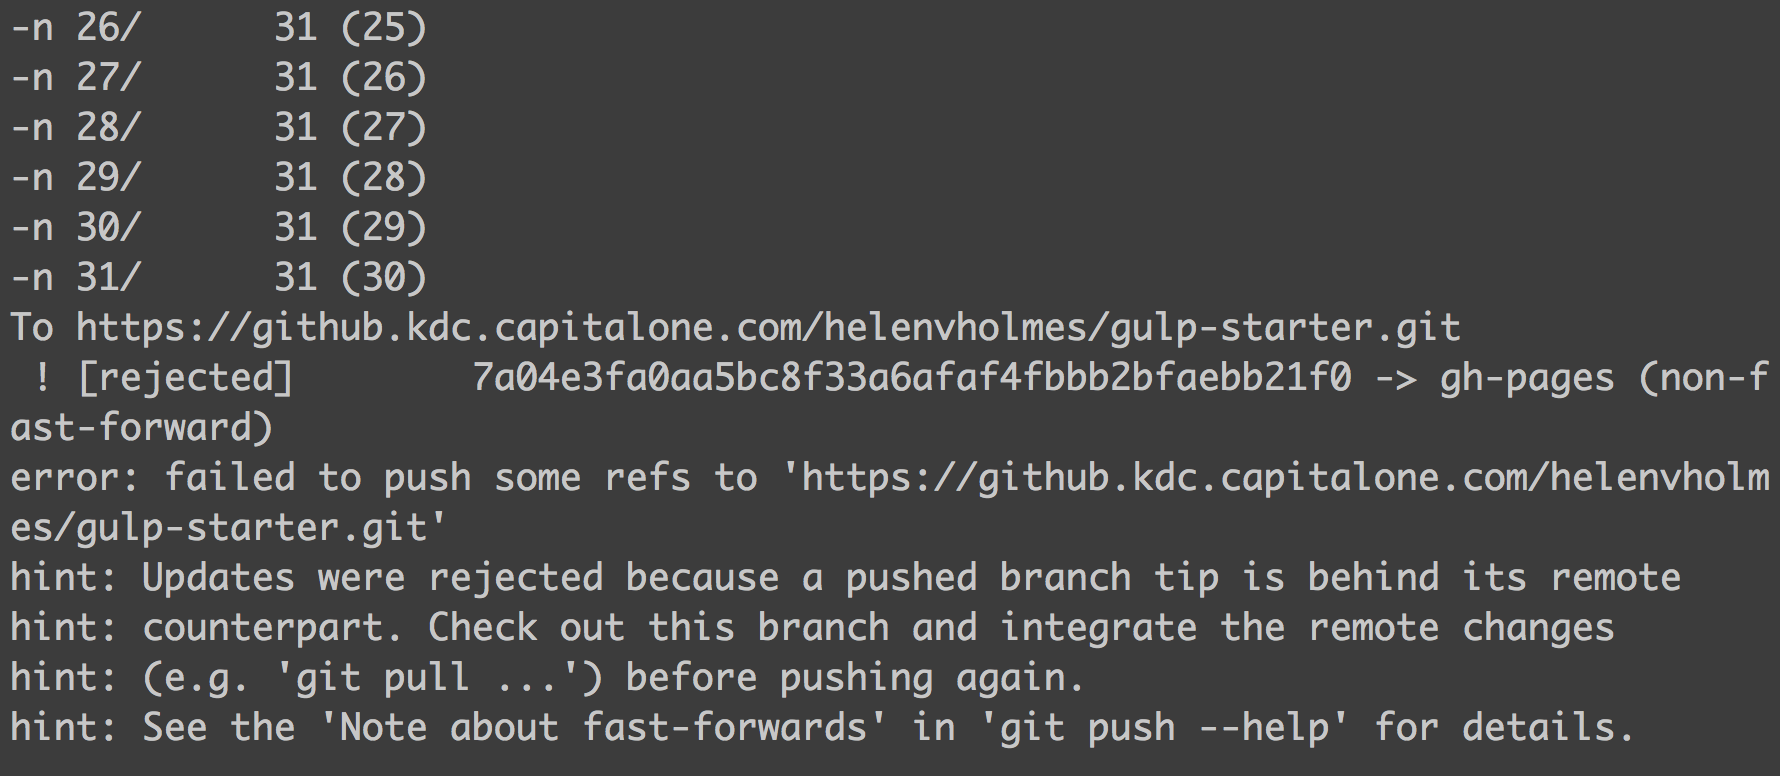 -n 26/      31 (25)
-n 27/      31 (26)
-n 28/      31 (27)
-n 29/      31 (28)
-n 30/      31 (29)
-n 31/      31 (30)
To https://github.kdc.capitalone.com/helenvholmes/gulp-starter.git
 ! [rejected]        7a04e3fa0aa5bc8f33a6afaf4fbbb2bfaebb21f0 -> gh-pages (non-f
ast-forward)
error: failed to push some refs to 'https://github.kdc.capitalone.com/helenvholm
es/gulp-starter.git'
hint: Updates were rejected because a pushed branch tip is behind its remote
hint: counterpart. Check out this branch and integrate the remote changes
hint: (e.g. 'git pull ...') before pushing again.
hint: See the 'Note about fast-forwards' in 'git push --help' for details.